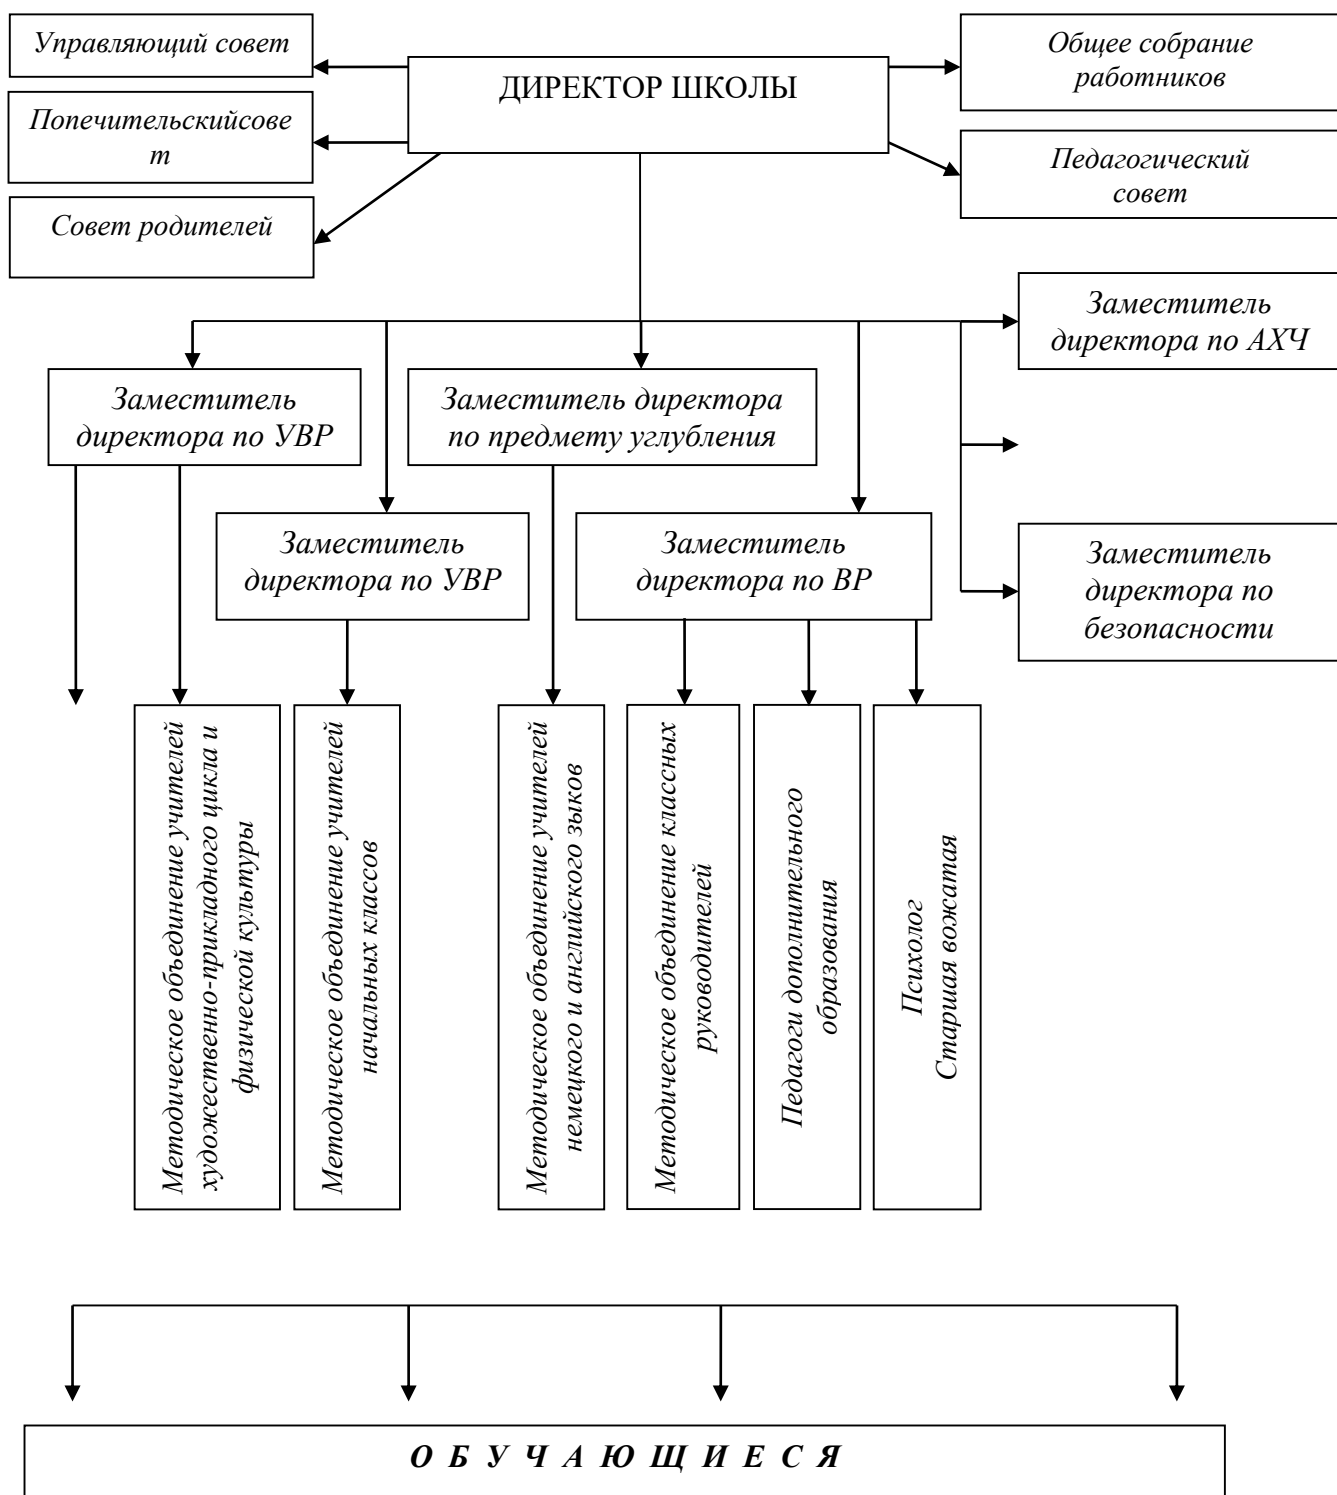 Управляющий совет
Общее собрание
работников
ДИРЕКТОР ШКОЛЫ
Попечительскийсове
т
Педагогический
совет
Совет родителей
Заместитель
директора по АХЧ
Заместитель
директора по УВР
Заместитель директора
по предмету углубления
Заместитель
директора по УВР
Заместитель
директора по ВР
Заместитель
директора по
безопасности
Методическое объединение учителей
художественно-прикладного цикла и
физической культуры
Методическое объединение учителей
начальных классов
Методическое объединение учителей
немецкого и английского зыков
Методическое объединение классных
руководителей
Педагоги дополнительного
образования
Психолог
Старшая вожатая
О Б У Ч А Ю Щ И Е С Я